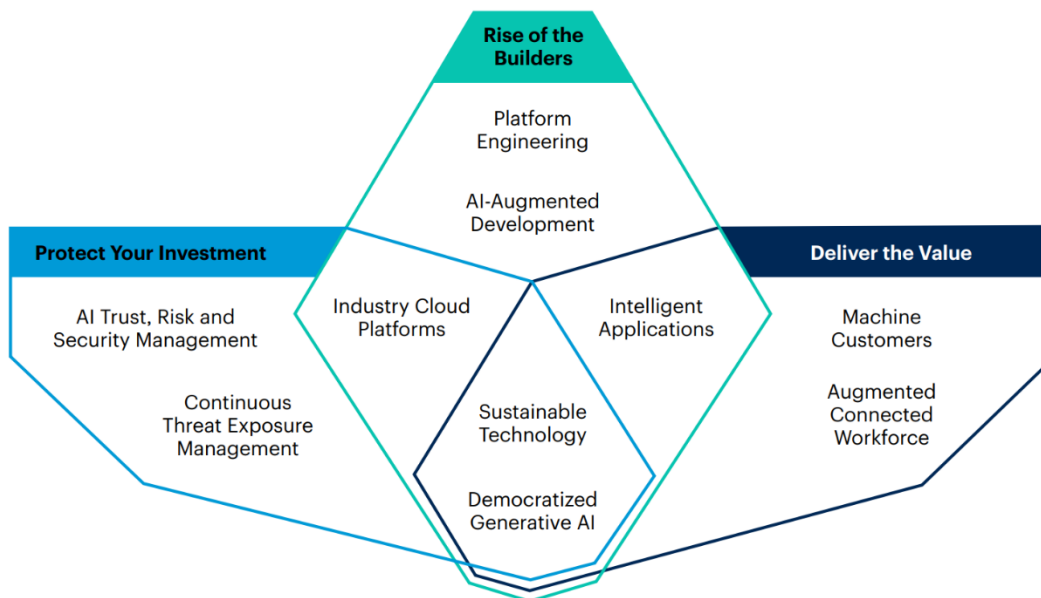 Rise of the
Builders
Platform
Engineering
AI-Augmented
Development
Protect Your Investment
Deliver the Value
AI Trust, Risk and
Security Management
Industry Cloud
Platforms
Intelligent
Applications
Machine
Customers
Continuous
Threat Exposure
Management
Sustainable
Technology
Augmented
Connected
Workforce
Democratized
Generative AI